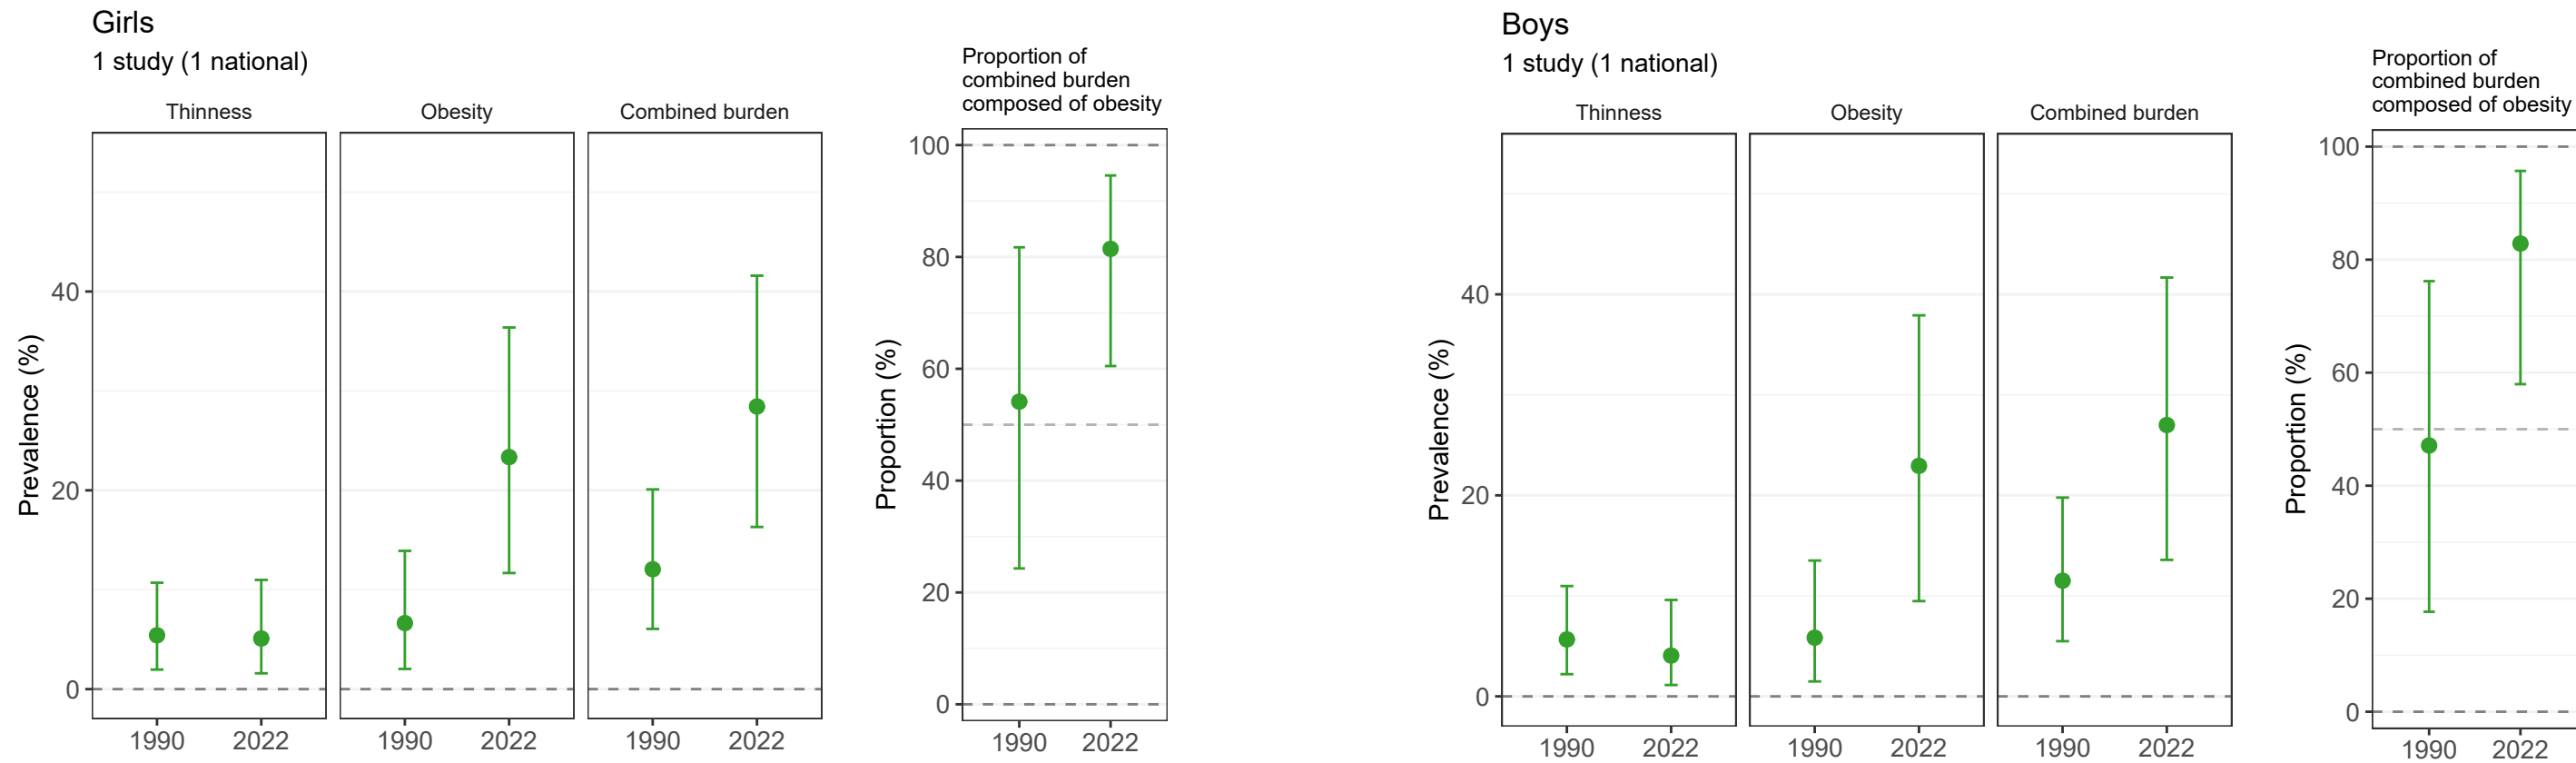 Girls
1 study (1 national)
Thinness
Obesity
Combined burden
Prevalence (%)
40
20
0
1990
2022
1990
2022
1990
2022
Proportion of
combined burden
composed of obesity
Proportion (%)
100
80
60
40
20
0
1990
2022
Boys
1 study (1 national)
Thinness
Obesity
Combined burden
Prevalence (%)
40
20
0
1990
2022
1990
2022
1990
2022
Proportion of
combined burden
composed of obesity
Proportion (%)
100
80
60
40
20
0
1990
2022